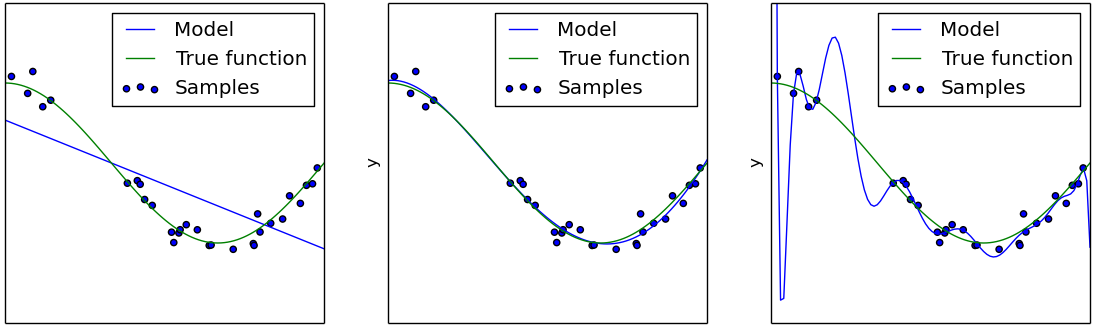 Model
True function
Samples
y
Model
True function
Samples
y
Model
True function
Samples